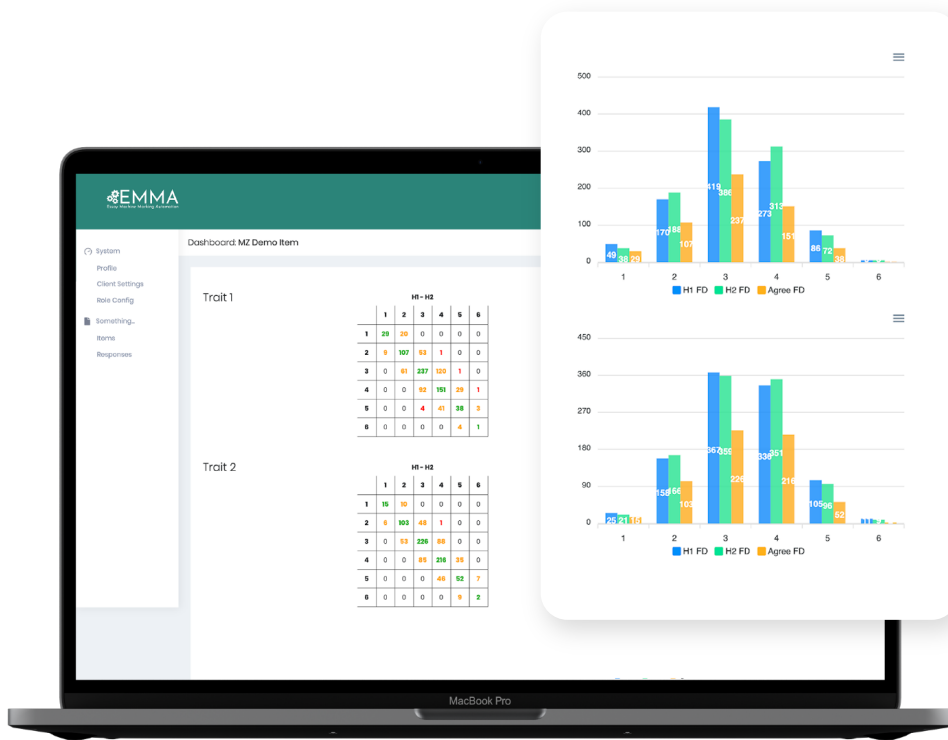 EMMA
Essay Machine Marking Automation
System
Profile
Client Settings
Role Config
Something..
Items
Responses
Dashboard: MZ Demo Item
Trait 1
H1 - H2
1 2 3 4 5 6
1 29 20 0 0 0 0
2 9 107 53 1 0 0
3 0 61 237 120 1 0
4 0 0 92 151 29 1
5 0 0 4 41 38 3
6 0 0 0 0 4 1
Trait 2
H1 - H2
1 2 3 4 5 6
1 15 10 0 0 0 0
2 6 103 48 1 0 0
3 0 53 226 88 0 0
4 0 0 85 216 35 0
5 0 0 0 46 52 7
6 0 0 0 0 9 2
500
400
300
200
100
0
49 38 29
170 188 107
419 386 237
273 313 151
86 72 38
1 2 3 4 5 6
H1 FD H2 FD Agree FD
450
360
270
180
90
0
25 21 15
158 166 103
367 359 226
336 351 216
105 96 52
1 2 3 4 5 6
H1 FD H2 FD Agree FD
MacBook Pro